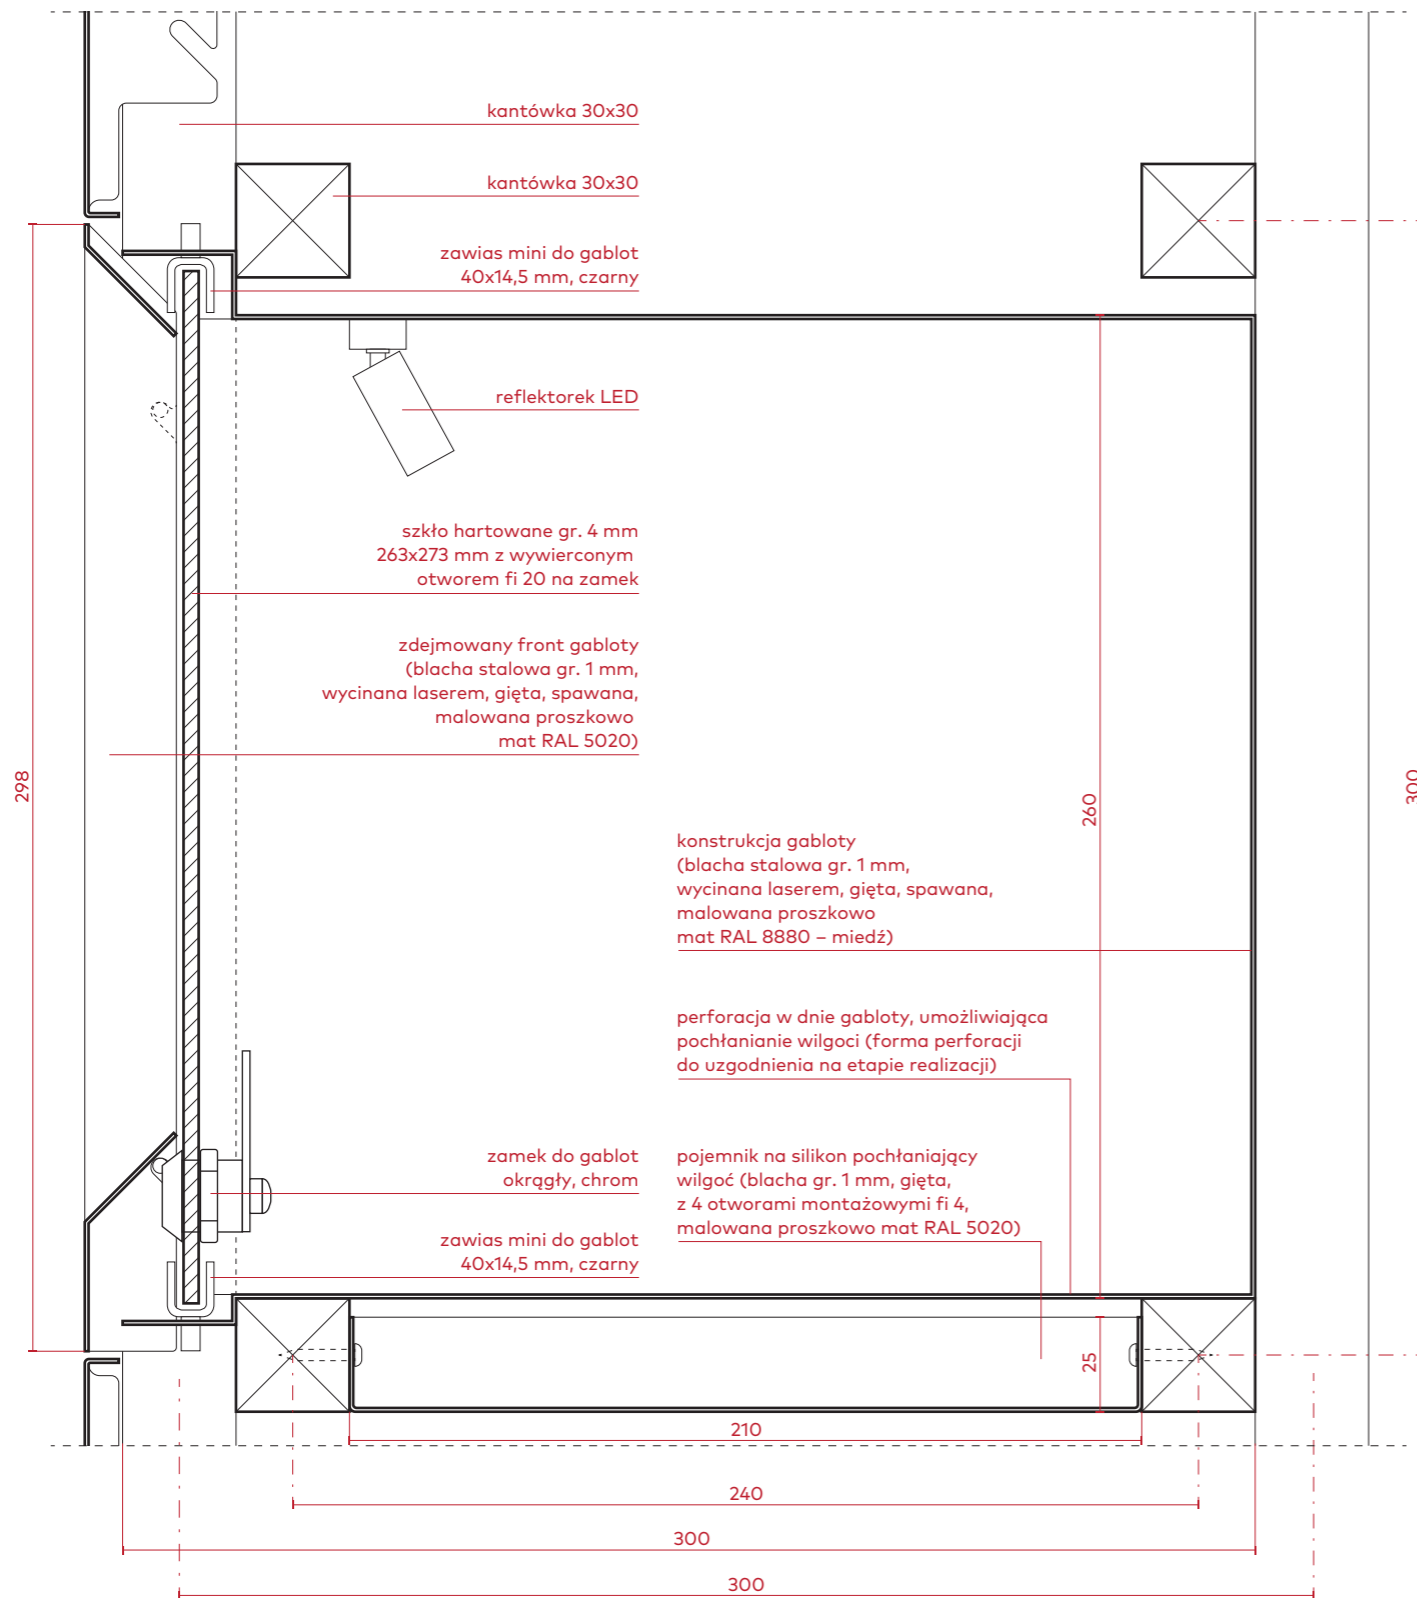 kantówka 30x30
kantówka 30x30
zawias mini do gablot
40x14,5 mm, czarny
reflektorek LED
szkło hartowane gr. 4 mm
263x273 mm z wywierconym
otworem fi 20 na zamek
zdejmowany front gabloty
(blacha stalowa gr. 1 mm,
wycinana laserem, gięta, spawana,
malowana proszkowo
mat RAL 5020)
298
300
260
konstrukcja gabloty
(blacha stalowa gr. 1 mm,
wycinana laserem, gięta, spawana,
malowana proszkowo
mat RAL 8880 – miedź)
perforacja w dnie gabloty, umożliwiająca
pochłanianie wilgoci (forma perforacji
do uzgodnienia na etapie realizacji)
zamek do gablot
okrągły, chrom
pojemnik na silikon pochłaniający
wilgoć (blacha gr. 1 mm, gięta,
z 4 otworami montażowymi fi 4,
malowana proszkowo mat RAL 5020)
zawias mini do gablot
40x14,5 mm, czarny
25
210
240
300
300